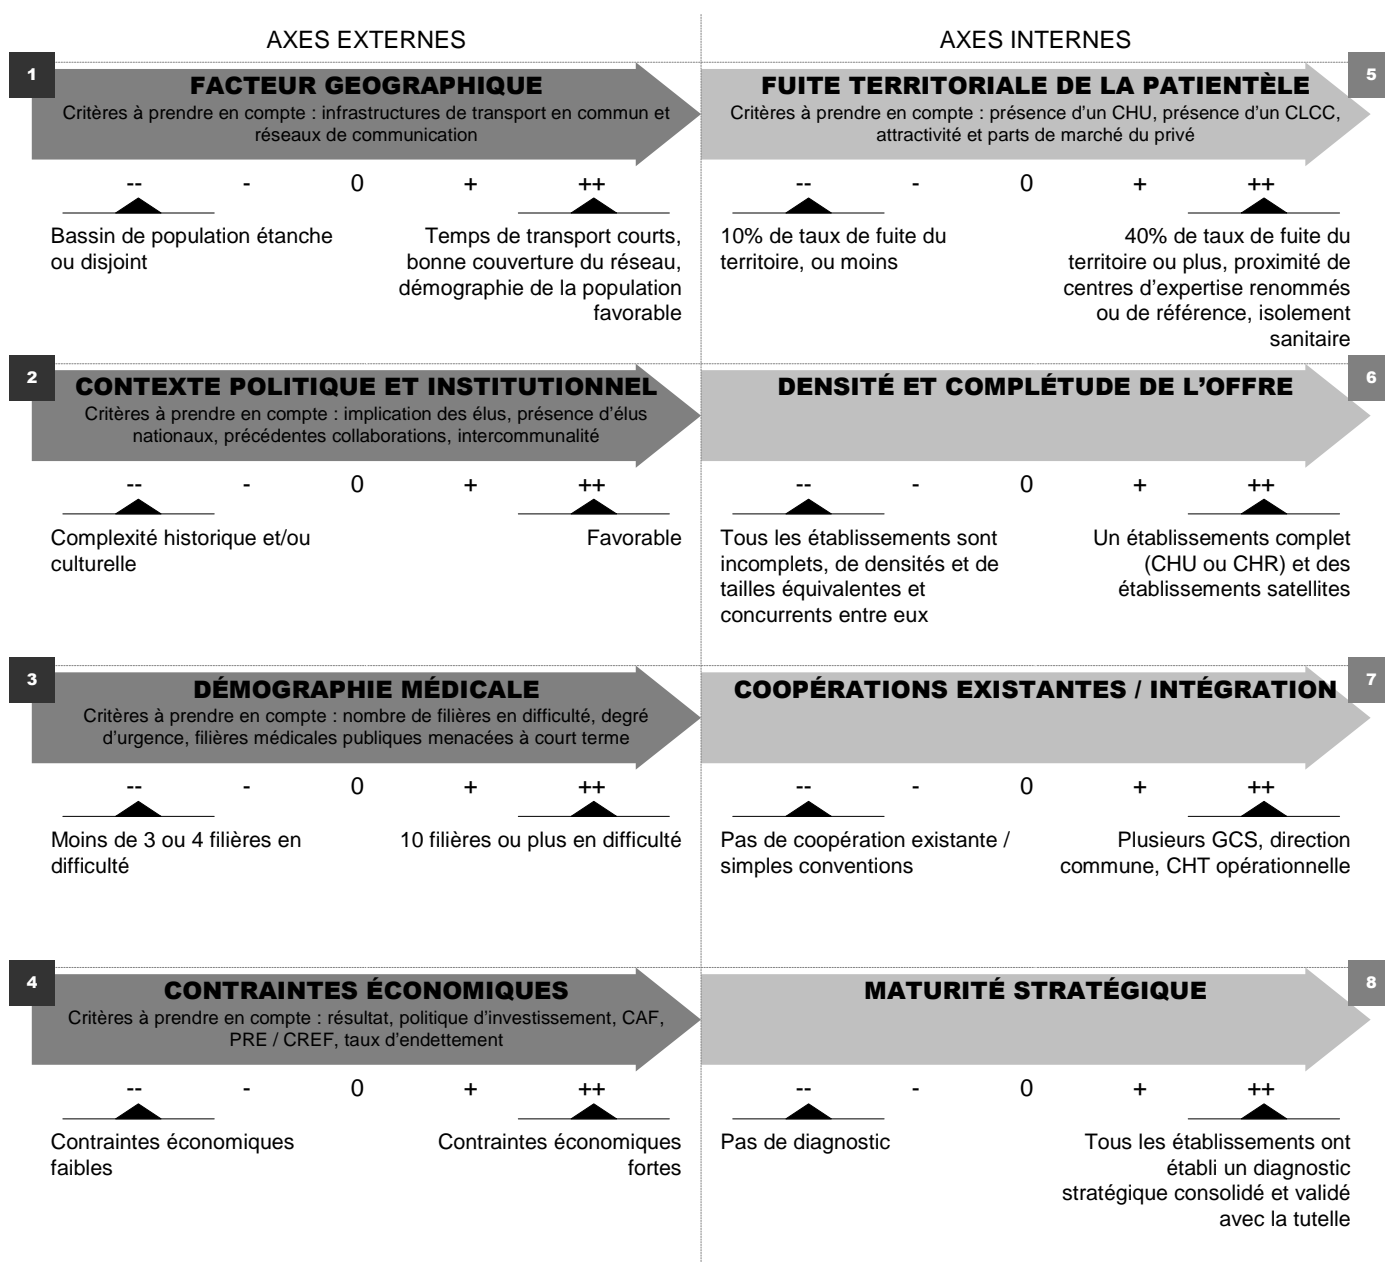 AXES EXTERNES
1
FACTEUR GEOGRAPHIQUE
Critères à prendre en compte : infrastructures de transport en commun et
réseaux de communication
-- - 0 + ++
Bassin de population étanche
ou disjoint
Temps de transport courts,
bonne couverture du réseau,
démographie de la population
favorable
2
CONTEXTE POLITIQUE ET INSTITUTIONNEL
Critères à prendre en compte : implication des élus, présence d’élus
nationaux, précédentes collaborations, intercommunalité
-- - 0 + ++
Complexité historique et/ou
culturelle
Favorable
3
DÉMOGRAPHIE MÉDICALE
Critères à prendre en compte : nombre de filières en difficulté, degré
d’urgence, filières médicales publiques menacées à court terme
-- - 0 + ++
Moins de 3 ou 4 filières en
difficulté
10 filières ou plus en difficulté
4
CONTRAINTES ÉCONOMIQUES
Critères à prendre en compte : résultat, politique d’investissement, CAF,
PRE / CREF, taux d’endettement
-- - 0 + ++
Contraintes économiques
faibles
Contraintes économiques
fortes
AXES INTERNES
5
FUITE TERRITORIALE DE LA PATIENTÈLE
Critères à prendre en compte : présence d’un CHU, présence d’un CLCC,
attractivité et parts de marché du privé
-- - 0 + ++
10% de taux de fuite du
territoire, ou moins
40% de taux de fuite du
territoire ou plus, proximité de
centres d’expertise renommés
ou de référence, isolement
sanitaire
6
DENSITÉ ET COMPLÉTUDE DE L’OFFRE
-- - 0 + ++
Tous les établissements sont
incomplets, de densités et de
tailles équivalentes et
concurrents entre eux
Un établissements complet
(CHU ou CHR) et des
établissements satellites
7
COOPÉRATIONS EXISTANTES / INTÉGRATION
-- - 0 + ++
Pas de coopération existante /
simples conventions
Plusieurs GCS, direction
commune, CHT opérationnelle
8
MATURITÉ STRATÉGIQUE
-- - 0 + ++
Pas de diagnostic
Tous les établissements ont
établi un diagnostic
stratégique consolidé et validé
avec la tutelle